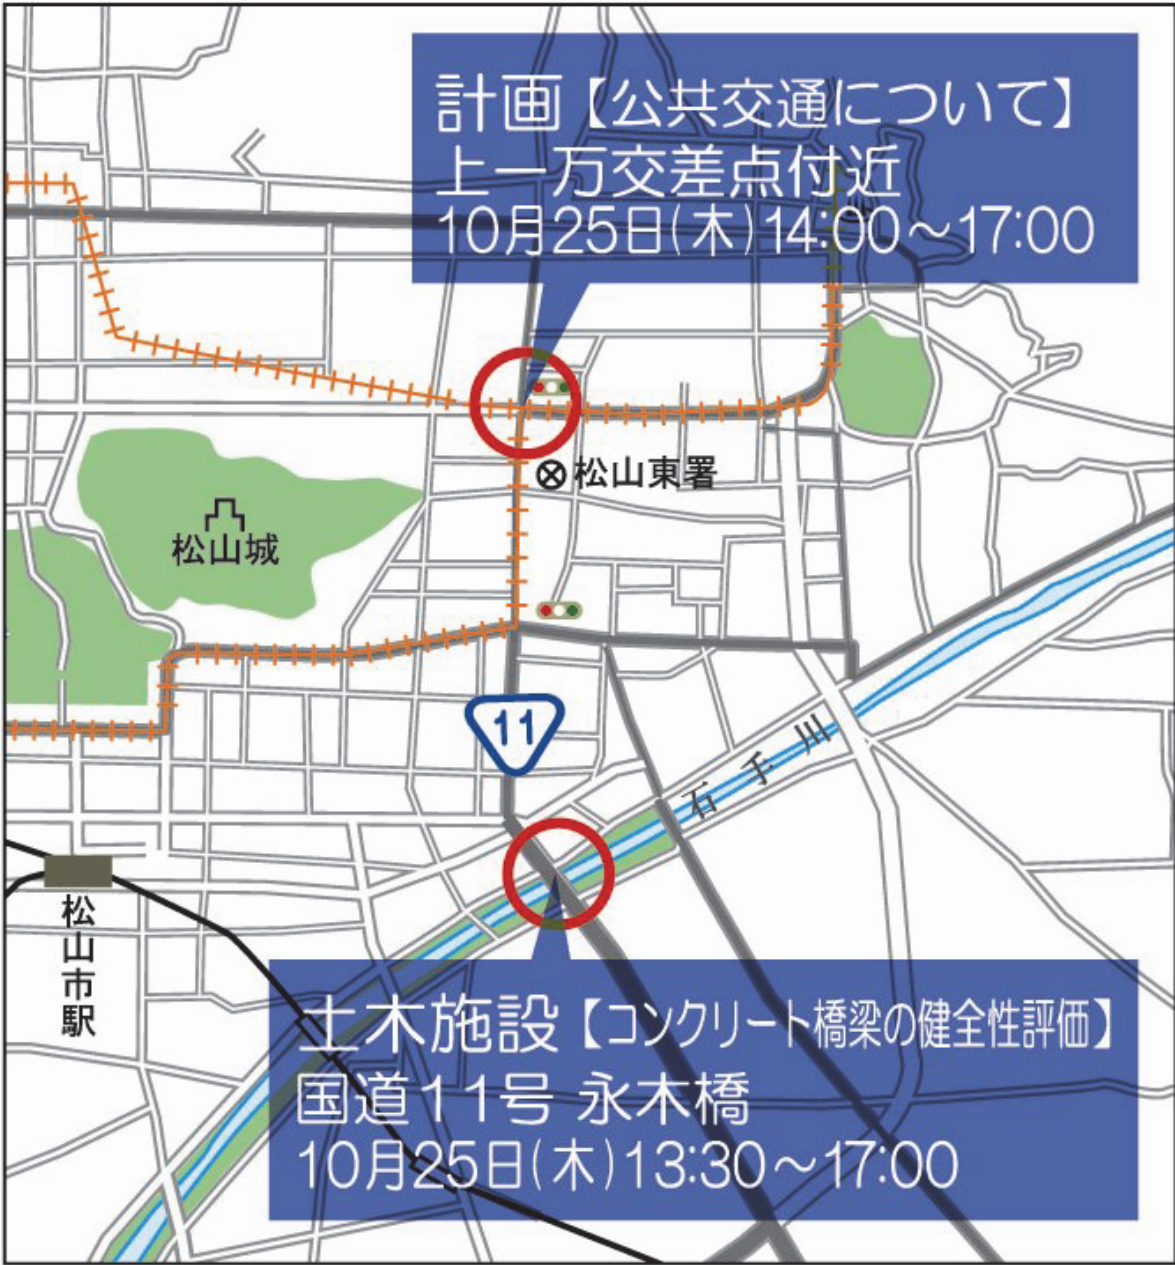 計画【公共交通について】
上一万交差点付近
10月25日(木)14:00～17:00
松山東署
松山城
11
石手川
松山市駅
土木施設【コンクリート橋梁の健全性評価】
国道11号 永木橋
10月25日(木)13:30～17:00